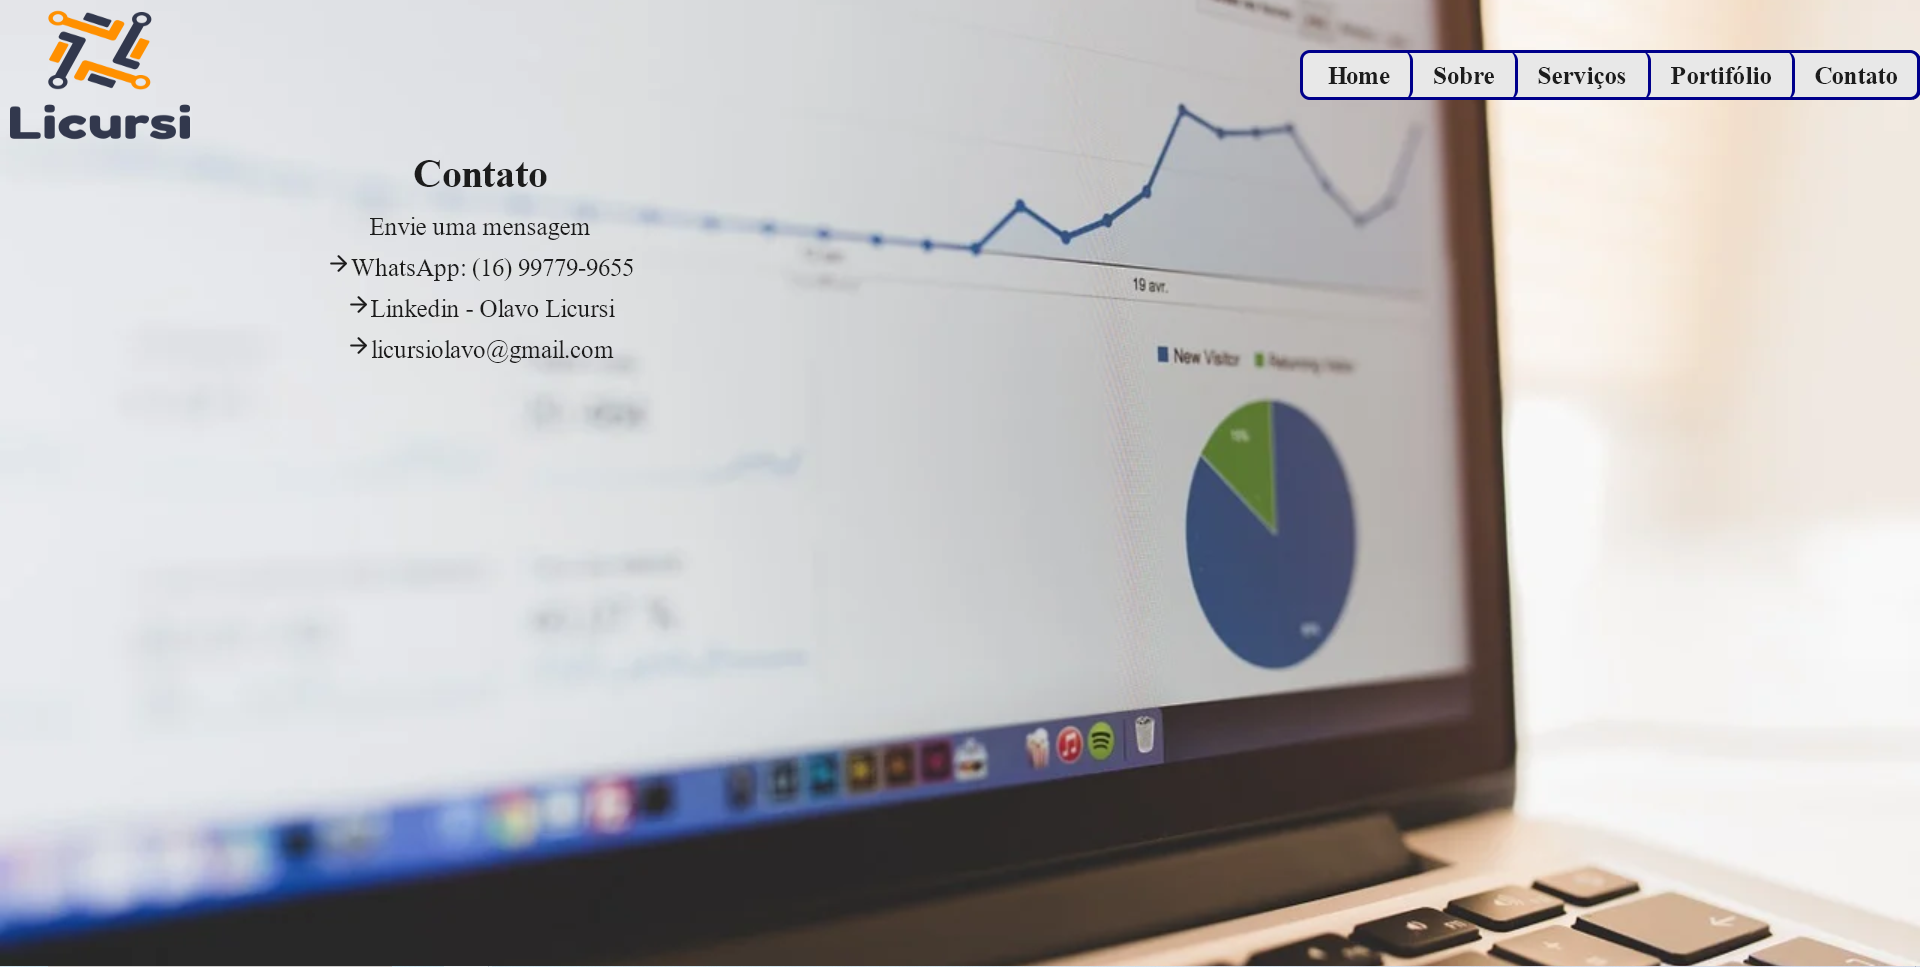 Licursi
Home
Sobre
Serviços
Portifólio
Contato
Contato
Envie uma mensagem
WhatsApp: (16) 99779-9655
Linkedin - Olavo Licursi
licursiolavo@gmail.com
19 avr.
New Visitor